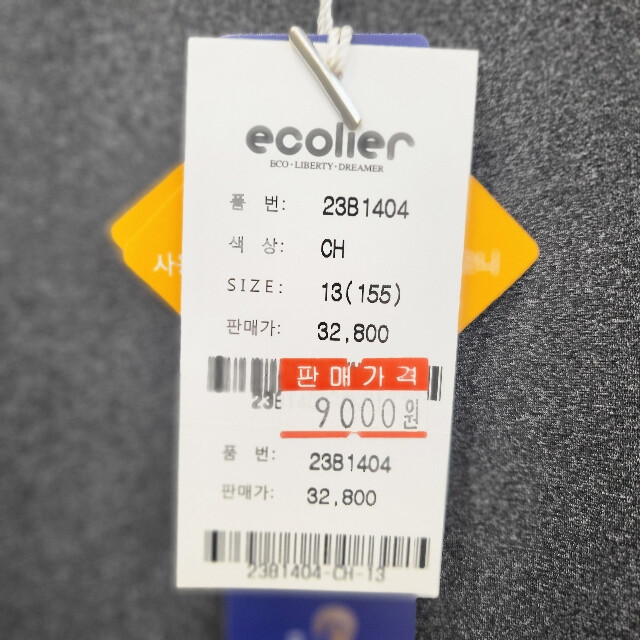 ecolier
ECO·LIBERTY·DREAMER
품 번: 23B1404
색 상: CH
SIZE: 13(155)
판매가: 32,800
판매가격
9000원
품 번: 23B1404
판매가: 32,800
23B1404-CH-13